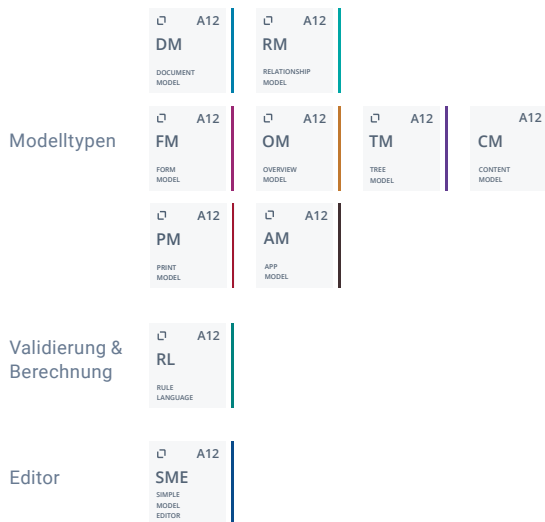 A12
DM
DOCUMENT
MODEL
A12
RM
RELATIONSHIP
MODEL
Modelltypen
A12
FM
FORM
MODEL
A12
OM
OVERVIEW
MODEL
A12
TM
TREE
MODEL
A12
CM
CONTENT
MODEL
A12
PM
PRINT
MODEL
A12
AM
APP
MODEL
Validierung &
Berechnung
A12
RL
RULE
LANGUAGE
Editor
A12
SME
SIMPLE
MODEL
EDITOR